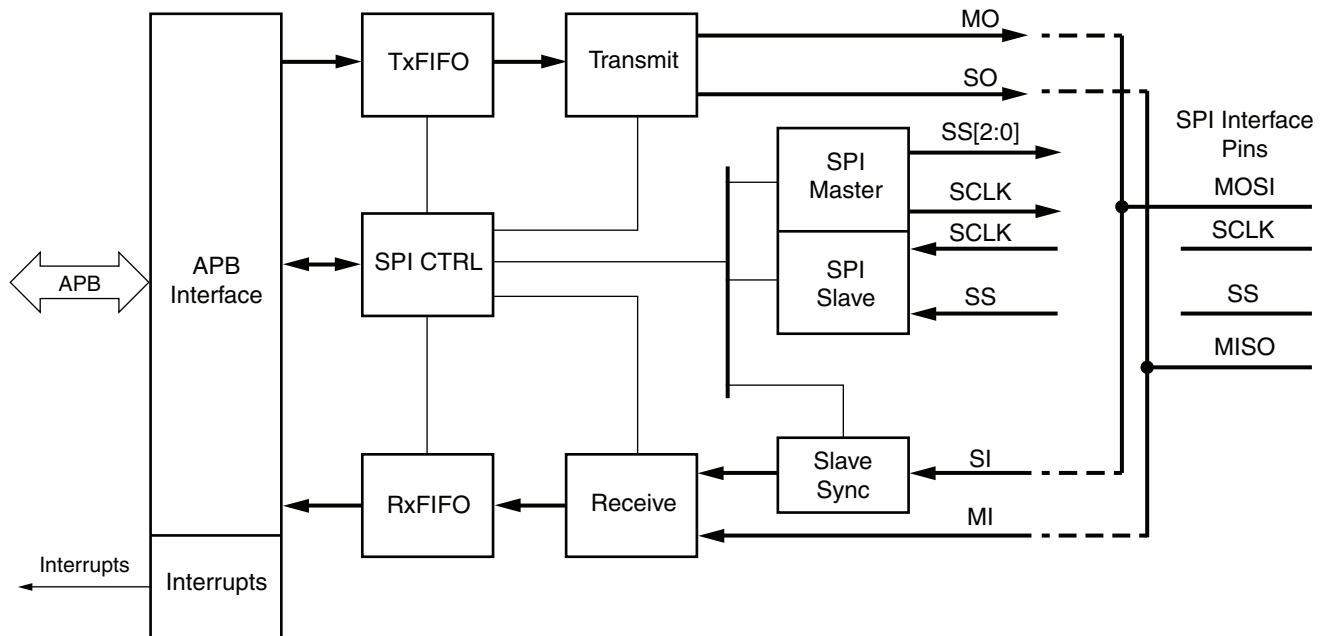 MO
TxFIFO
Transmit
SO
SPI Interface
Pins
SS[2:0]
SPI
Master
MOSI
SCLK
SCLK
SCLK
APB
APB
Interface
SPI CTRL
SPI
Slave
SS
SS
MISO
RxFIFO
Receive
Slave
Sync
SI
MI
Interrupts
Interrupts